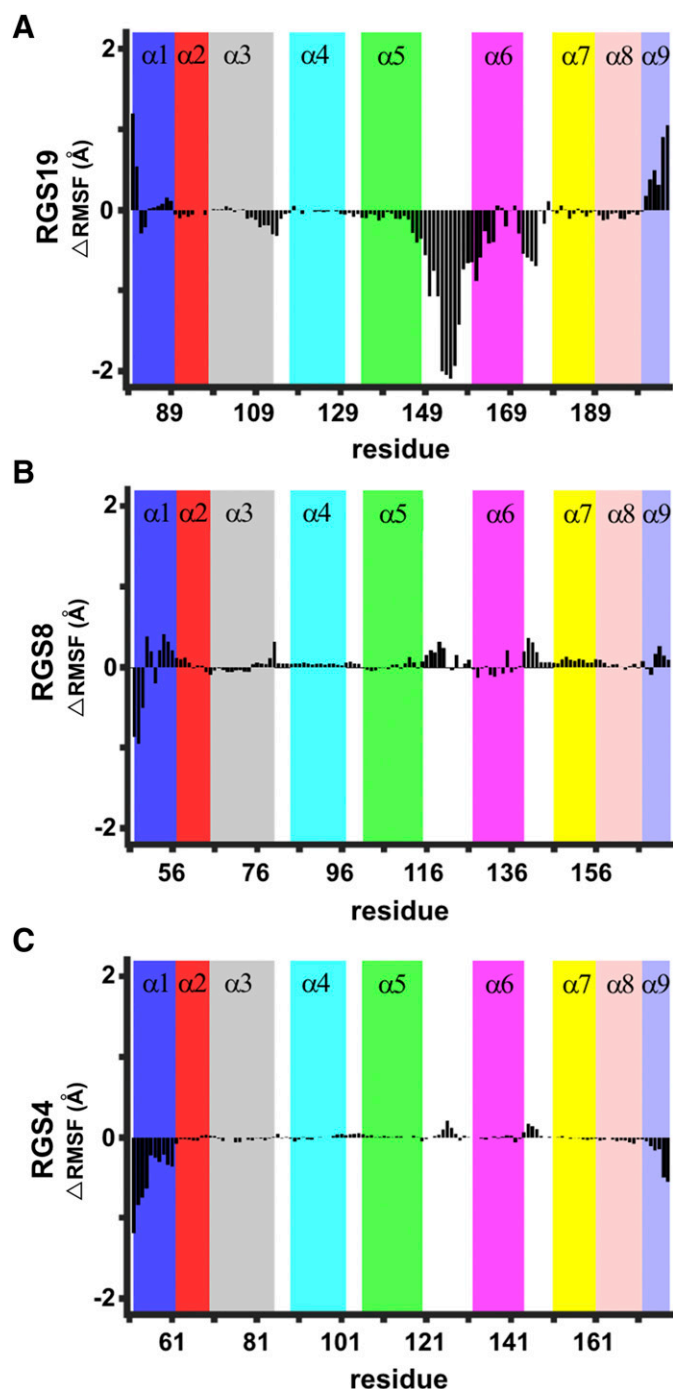 A
2
0
-2
RGS19
△RMSF (Å)
α1 α2 α3 α4 α5 α6 α7 α8 α9
89 109 129 149 169 189
residue
B
2
0
-2
RGS8
△RMSF (Å)
α1 α2 α3 α4 α5 α6 α7 α8 α9
56 76 96 116 136 156
residue
C
2
0
-2
RGS4
△RMSF (Å)
α1 α2 α3 α4 α5 α6 α7 α8 α9
61 81 101 121 141 161
residue